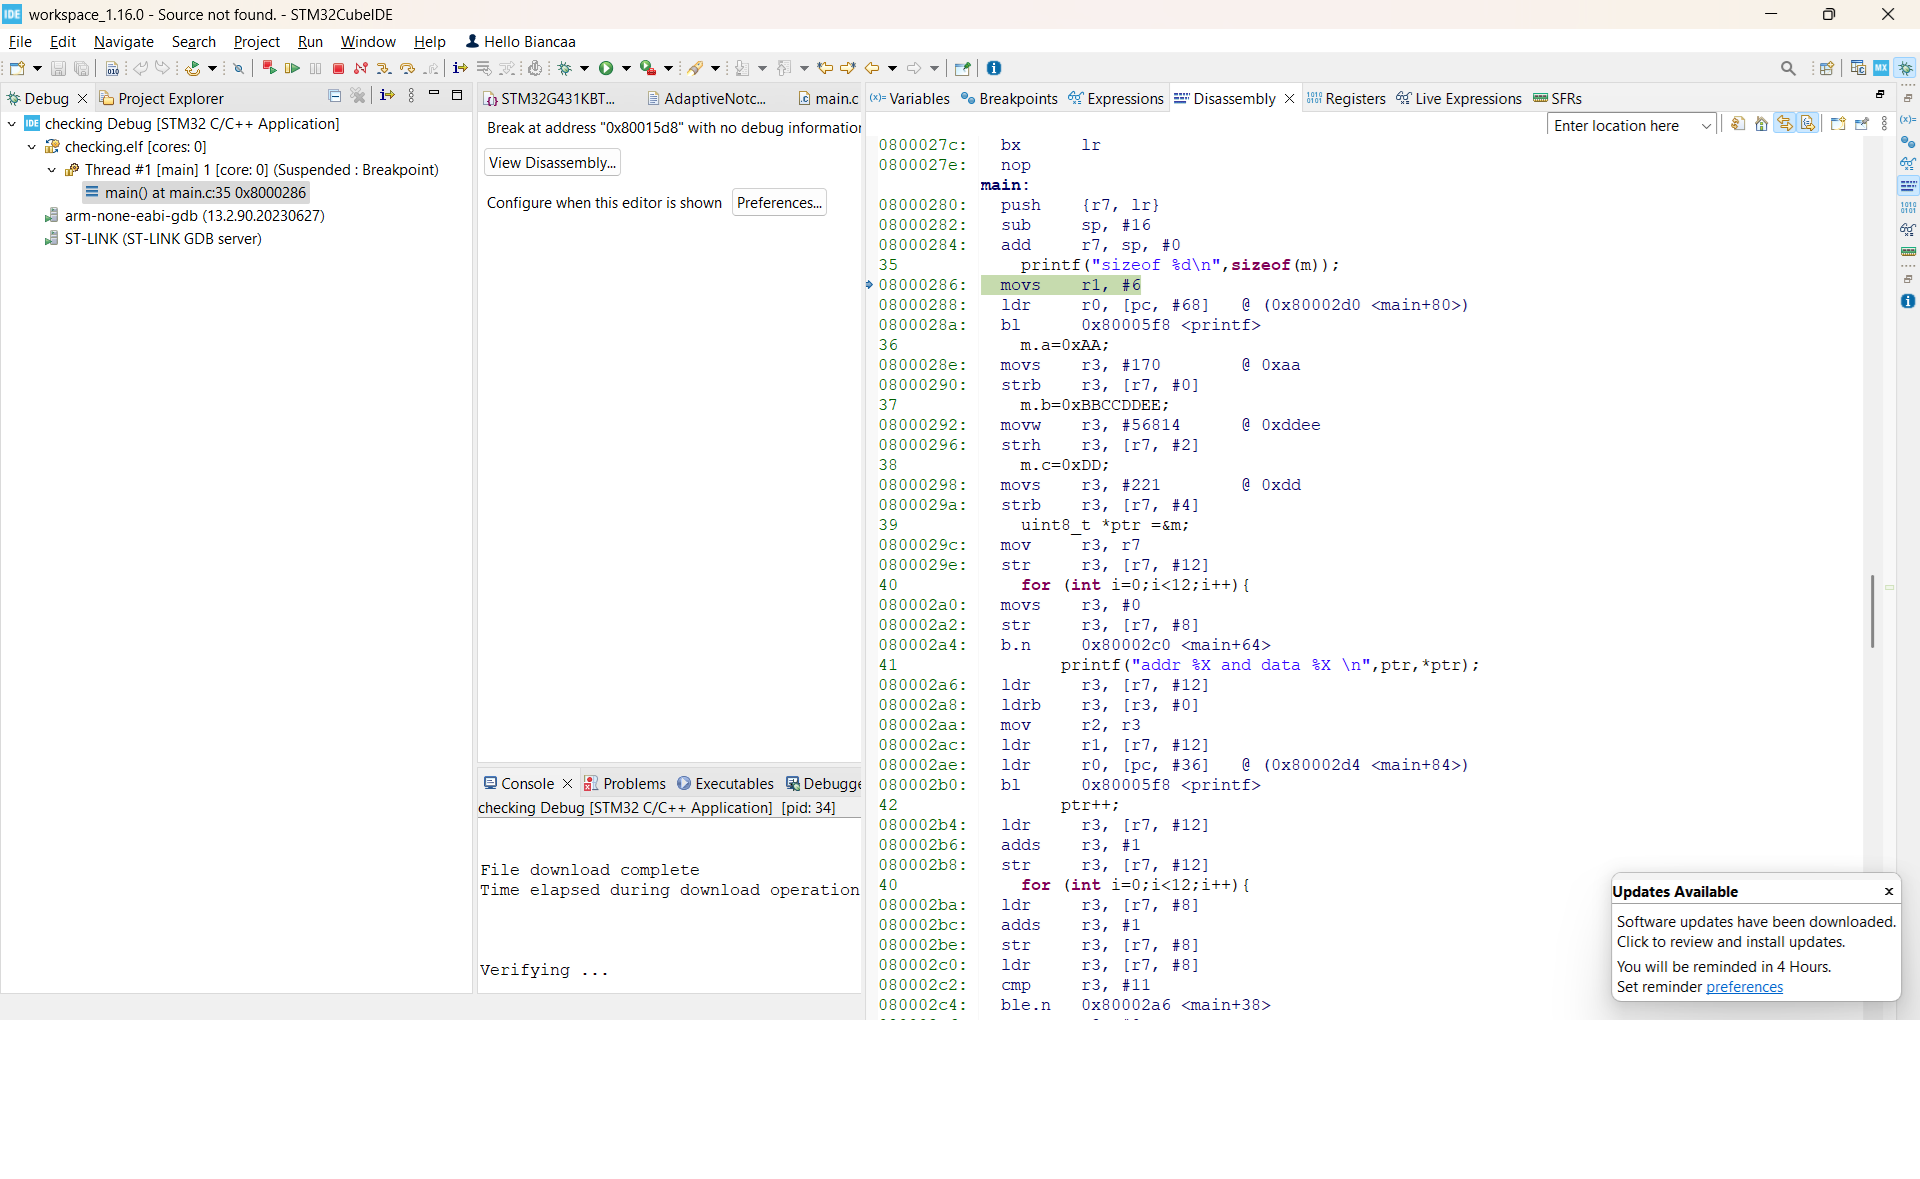 workspace_1.16.0 - Source not found. - STM32CubeIDE
File Edit Navigate Search Project Run Window Help Hello Biancaa
Debug Project Explorer
checking Debug [STM32 C/C++ Application]
checking.elf [cores: 0]
Thread #1 [main] 1 [core: 0] (Suspended : Breakpoint)
main() at main.c:35 0x8000286
arm-none-eabi-gdb (13.2.90.20230627)
ST-LINK (ST-LINK GDB server)
STM32G431KBT... AdaptiveNotc... main.c
Break at address "0x80015d8" with no debug information
View Disassembly...
Configure when this editor is shown Preferences...
Console Problems Executables Debugge
checking Debug [STM32 C/C++ Application] [pid: 34]
File download complete
Time elapsed during download operation
Verifying ...
Variables Breakpoints Expressions Disassembly Registers Live Expressions SFRs
Enter location here
0800027c: bx lr
0800027e: nop
main:
08000280: push {r7, lr}
08000282: sub sp, #16
08000284: add r7, sp, #0
35 printf("sizeof %d\n",sizeof(m));
08000286: movs r1, #6
08000288: ldr r0, [pc, #68] @ (0x80002d0 <main+80>)
0800028a: bl 0x80005f8 <printf>
36 m.a=0xAA;
0800028e: movs r3, #170 @ 0xaa
08000290: strb r3, [r7, #0]
37 m.b=0xBBCCDDEE;
08000292: movw r3, #56814 @ 0xddee
08000296: strh r3, [r7, #2]
38 m.c=0xDD;
08000298: movs r3, #221 @ 0xdd
0800029a: strb r3, [r7, #4]
39 uint8_t *ptr =&m;
0800029c: mov r3, r7
0800029e: str r3, [r7, #12]
40 for (int i=0;i<12;i++){
080002a0: movs r3, #0
080002a2: str r3, [r7, #8]
080002a4: b.n 0x80002c0 <main+64>
41 printf("addr %X and data %X \n",ptr,*ptr);
080002a6: ldr r3, [r7, #12]
080002a8: ldrb r3, [r3, #0]
080002aa: mov r2, r3
080002ac: ldr r1, [r7, #12]
080002ae: ldr r0, [pc, #36] @ (0x80002d4 <main+84>)
080002b0: bl 0x80005f8 <printf>
42 ptr++;
080002b4: ldr r3, [r7, #12]
080002b6: adds r3, #1
080002b8: str r3, [r7, #12]
40 for (int i=0;i<12;i++){
080002ba: ldr r3, [r7, #8]
080002bc: adds r3, #1
080002be: str r3, [r7, #8]
080002c0: ldr r3, [r7, #8]
080002c2: cmp r3, #11
080002c4: ble.n 0x80002a6 <main+38>
Updates Available
Software updates have been downloaded.
Click to review and install updates.
You will be reminded in 4 Hours.
Set reminder preferences